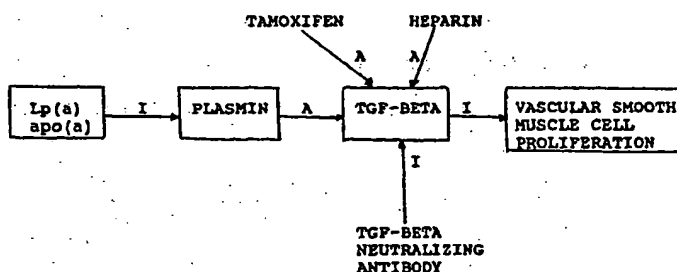 TAMOXIFEN HEPARIN
A A
Lp(a)
apo(a)
I
PLASMIN
A
TGF-BETA
I
VASCULAR SMOOTH
MUSCLE CELL
PROLIFERATION
I
TGF-BETA
NEUTRALIZING
ANTIBODY